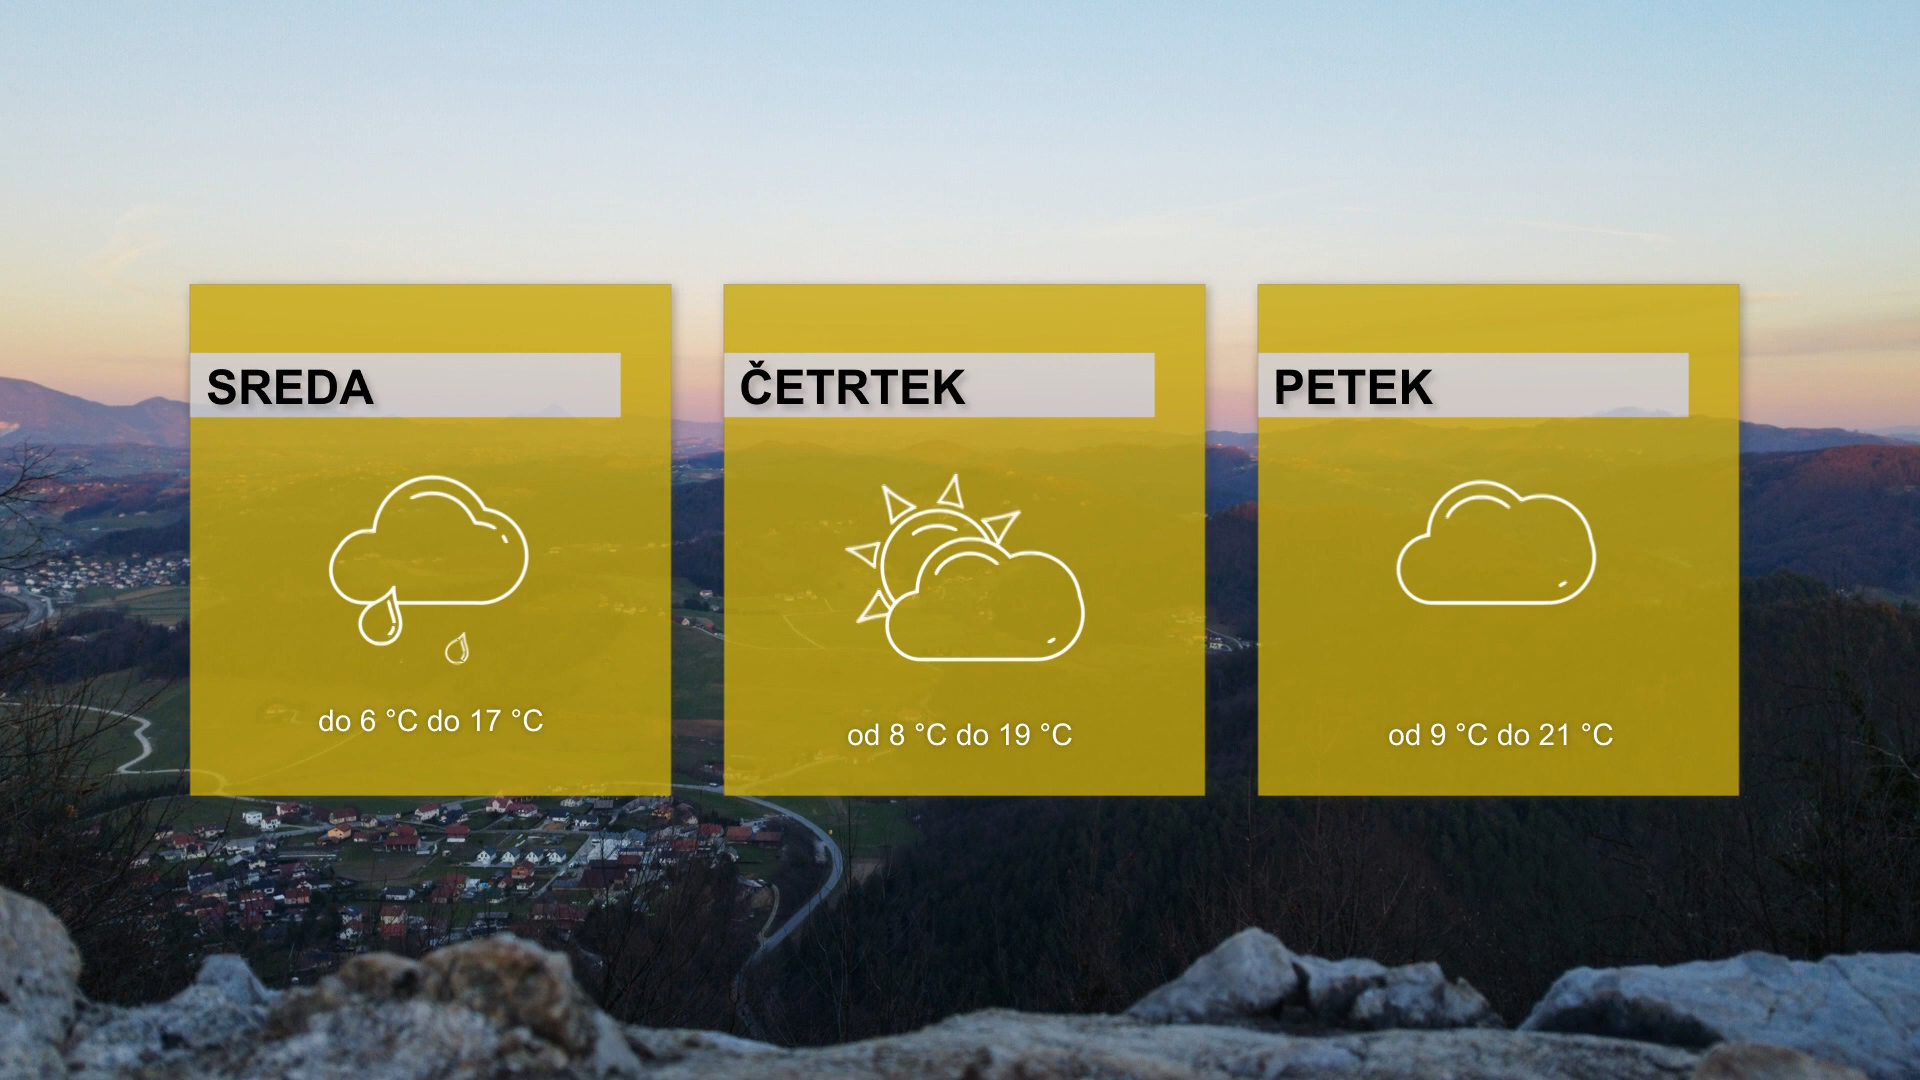 SREDA
do 6 °C do 17 °C
ČETRTEK
od 8 °C do 19 °C
PETEK
od 9 °C do 21 °C